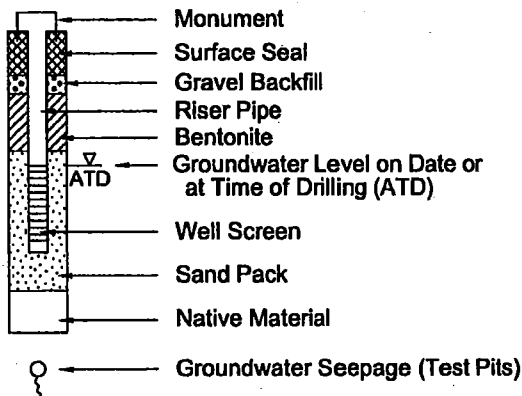 Monument
Surface Seal
Gravel Backfill
Riser Pipe
Bentonite
Groundwater Level on Date or
at Time of Drilling (ATD)
ATD
Well Screen
Sand Pack
Native Material
Groundwater Seepage (Test Pits)